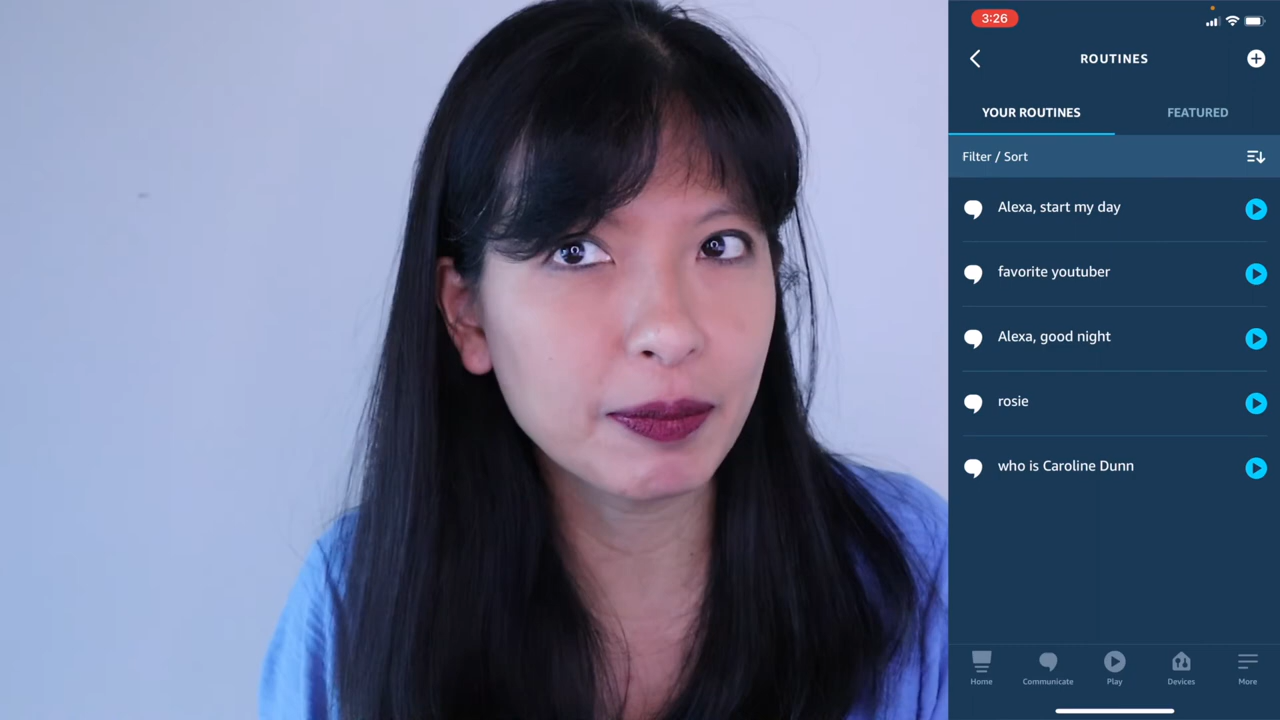 3:26
ROUTINES
YOUR ROUTINES
FEATURED
Filter / Sort
Alexa, start my day
favorite youtuber
Alexa, good night
rosie
who is Caroline Dunn
Home
Communicate
Play
Devices
More